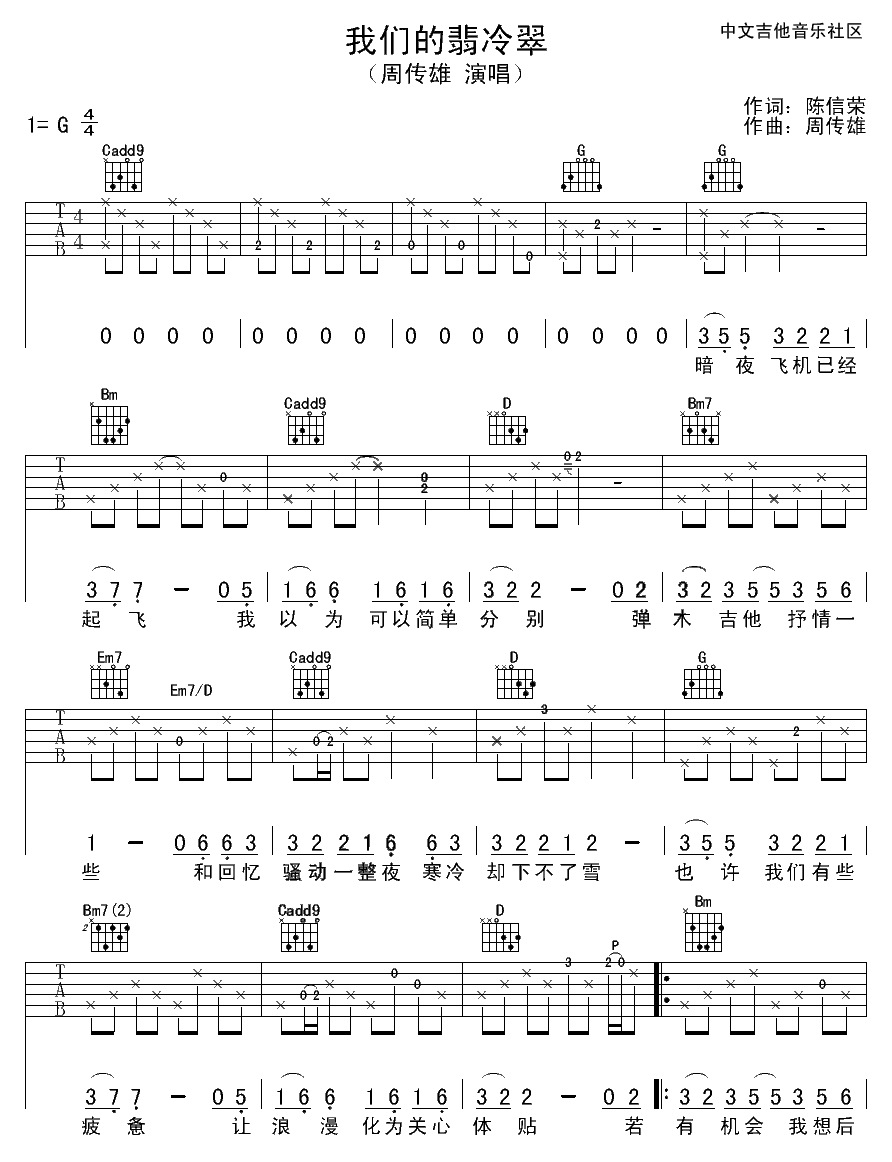 我们的翡冷翠
中文吉他音乐社区
（周传雄 演唱）
作词：陈信荣
1= G 4/4
作曲：周传雄
Cadd9 G G
T A B 4 4 2 2 2 0 0 0 2 -
0 0 0 0 0 0 0 0 0 0 0 0 0 0 0 0 3 5 5 3 2 2 1
暗 夜 飞机已经
Bm Cadd9 D Bm7
T A B 0 0 2 0 2 -
3 7 7 - 0 5 1 6 6 1 6 1 6 3 2 2 - 0 2 3 2 3 5 5 3 5 6
起 飞 我 以 为 可以简单 分 别 弹 木 吉他 抒情一
Em7 Em7/D Cadd9 D G
T A B 0 0 2 3 2
1 - 0 6 6 3 3 2 2 1 6 6 3 3 2 2 1 2 - 3 5 5 3 2 2 1
些 和回忆 骚动一整夜 寒冷 却下不了雪 也 许 我们有些
Bm7(2) Cadd9 D Bm
2 P
T A B 0 2 0 0 3 2 0 0
3 7 7 - 0 5 1 6 6 1 6 1 6 3 2 2 - 0 2 3 2 3 5 5 3 5 6
疲 惫 让 浪 漫 化为关心 体 贴 若 有 机会 我想后